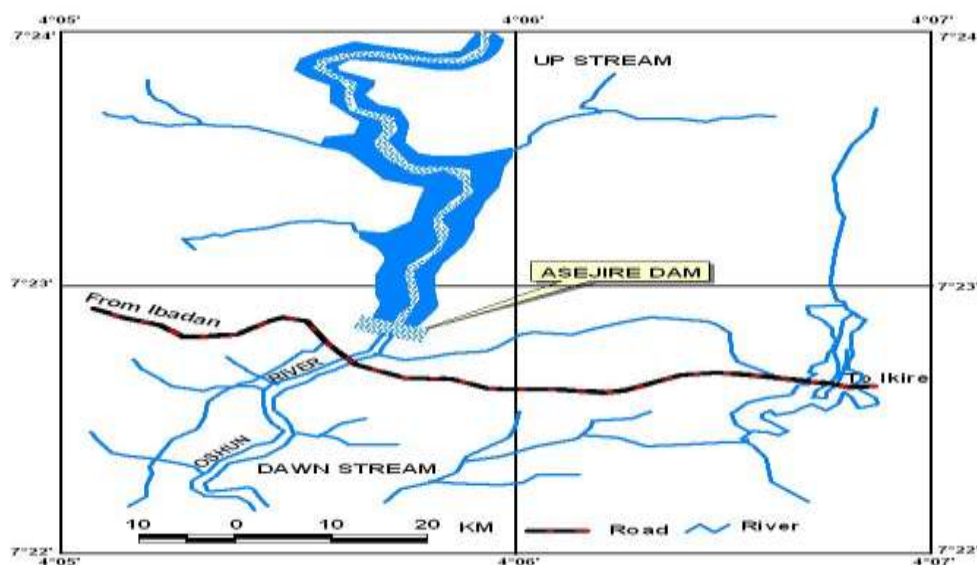 4°05' 4°06' 4°07'
7°24' 7°24'
UP STREAM
ASEJIRE DAM
7°23' 7°23'
From Ibadan
To Ikire
RIVER
OSHUN
DAWN STREAM
10 0 10 20 KM Road River
7°22' 7°22'
4°05' 4°06' 4°07'